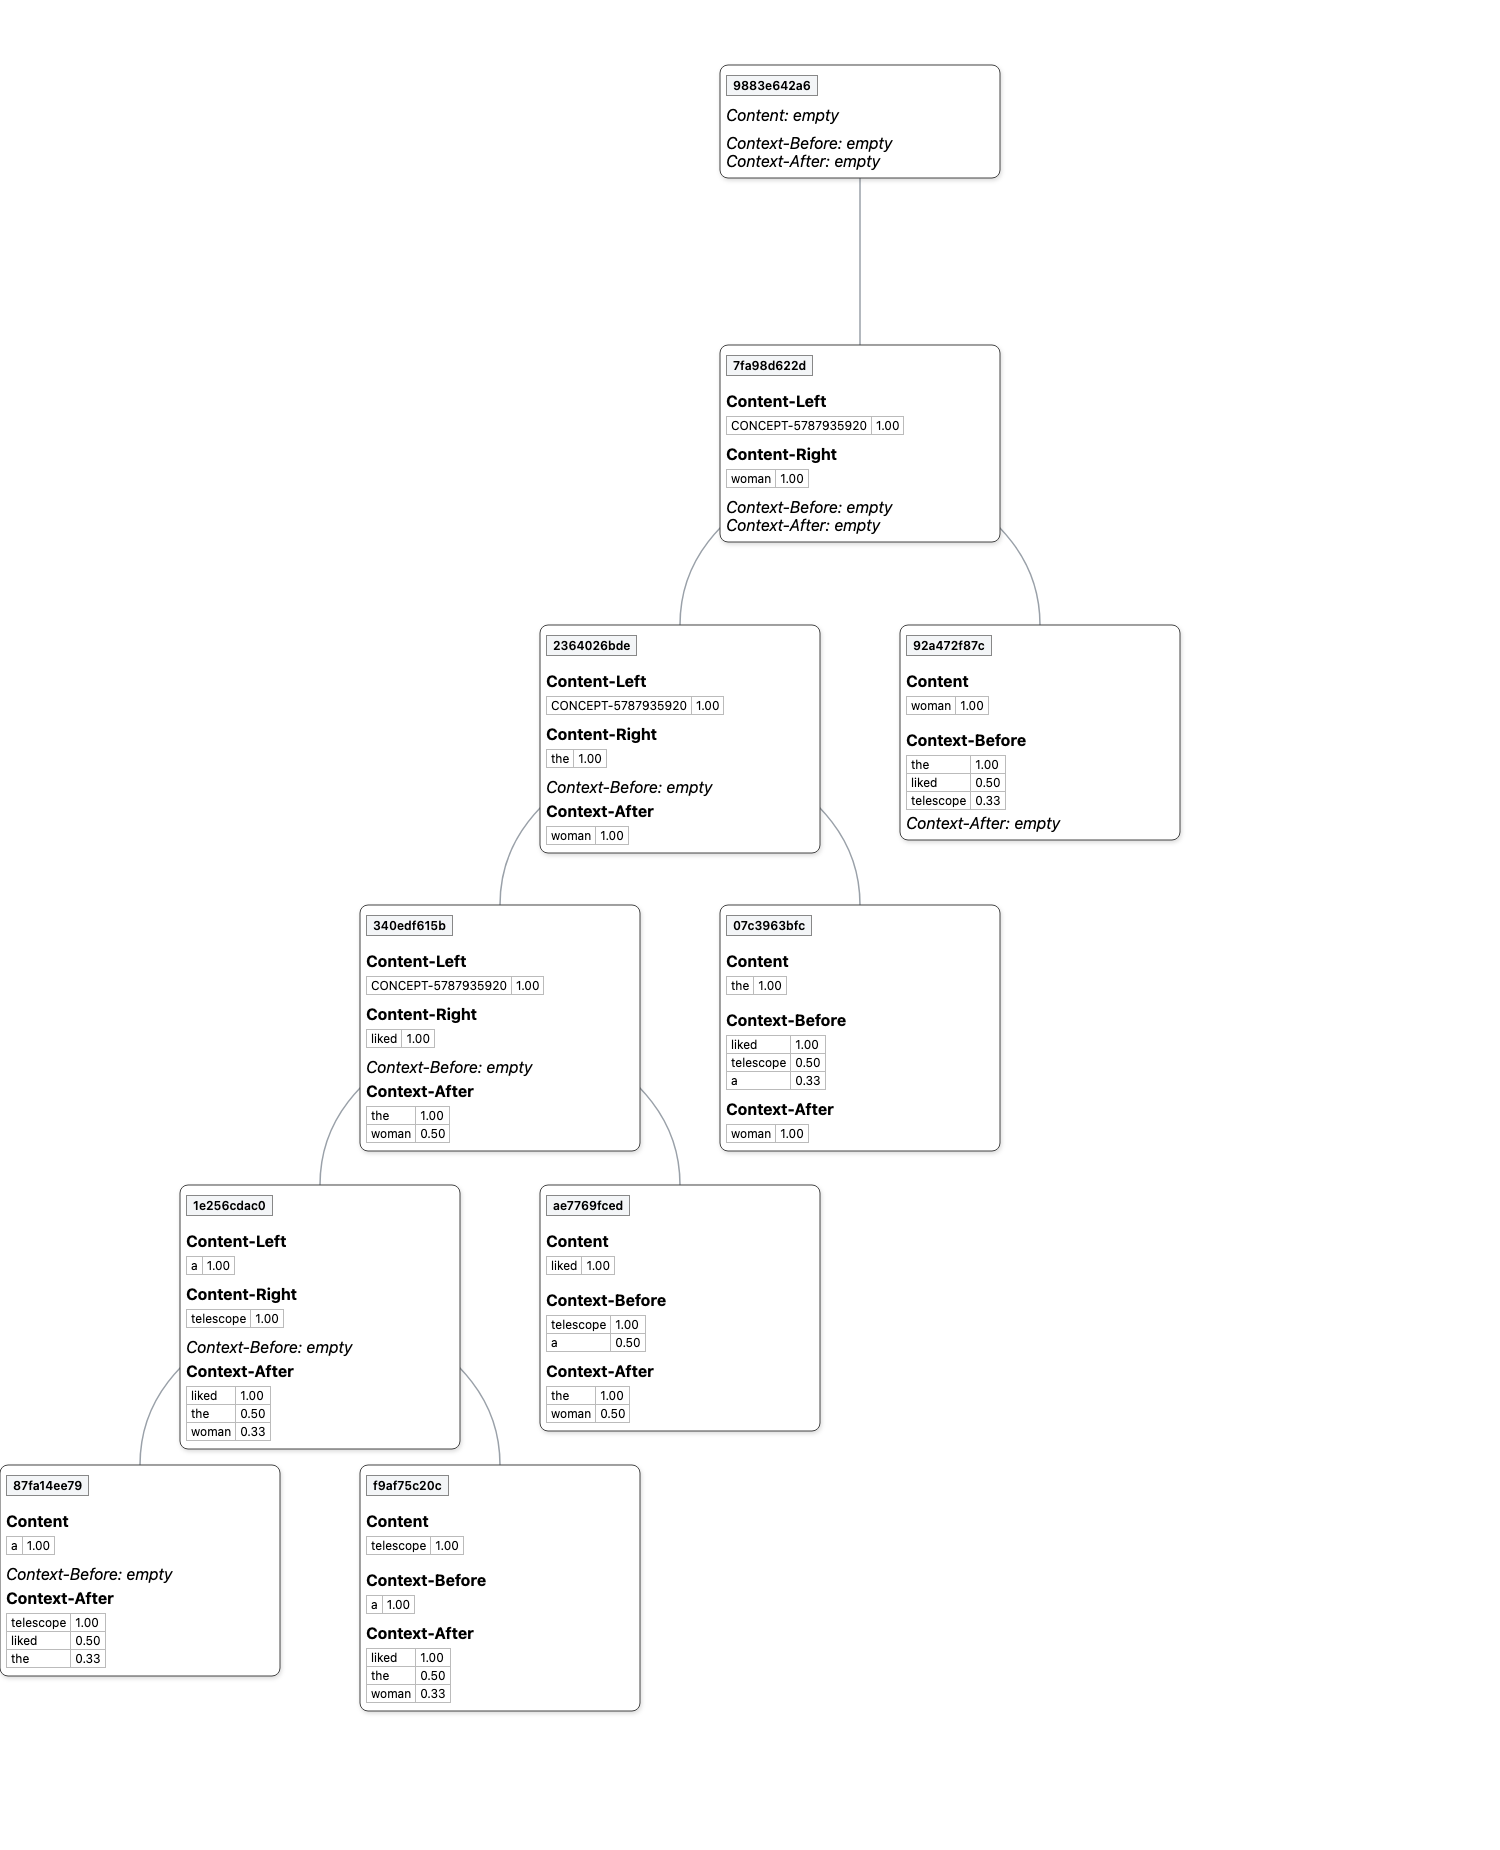 9883e642a6
Content: empty
Context-Before: empty
Context-After: empty
7fa98d622d
Content-Left
CONCEPT-5787935920 1.00
Content-Right
woman 1.00
Context-Before: empty
Context-After: empty
2364026bde
Content-Left
CONCEPT-5787935920 1.00
Content-Right
the 1.00
Context-Before: empty
Context-After
woman 1.00
92a472f87c
Content
woman 1.00
Context-Before
the 1.00
liked 0.50
telescope 0.33
Context-After: empty
340edf615b
Content-Left
CONCEPT-5787935920 1.00
Content-Right
liked 1.00
Context-Before: empty
Context-After
the 1.00
woman 0.50
07c3963bfc
Content
the 1.00
Context-Before
liked 1.00
telescope 0.50
a 0.33
Context-After
woman 1.00
1e256cdac0
Content-Left
a 1.00
Content-Right
telescope 1.00
Context-Before: empty
Context-After
liked 1.00
the 0.50
woman 0.33
ae7769fced
Content
liked 1.00
Context-Before
telescope 1.00
a 0.50
Context-After
the 1.00
woman 0.50
87fa14ee79
Content
a 1.00
Context-Before: empty
Context-After
telescope 1.00
liked 0.50
the 0.33
f9af75c20c
Content
telescope 1.00
Context-Before
a 1.00
Context-After
liked 1.00
the 0.50
woman 0.33